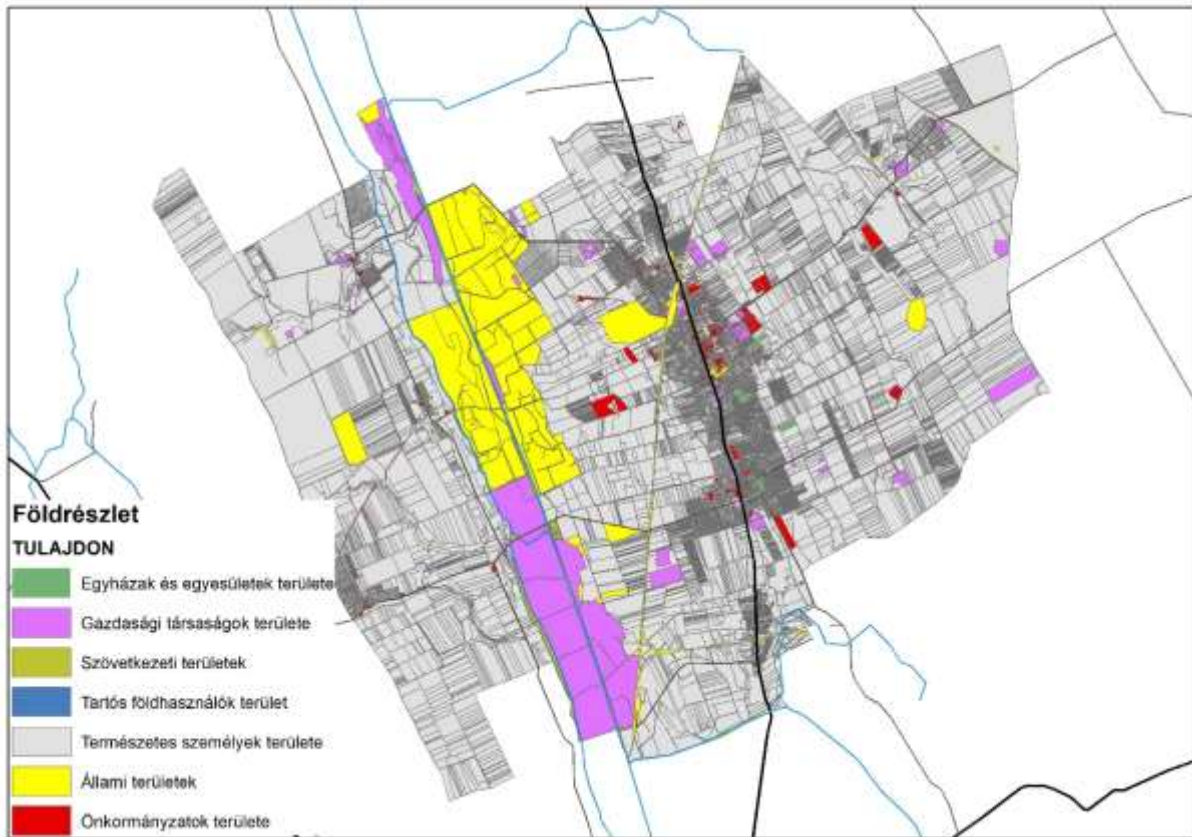 Földrészlet
TULAJDON
Egyházak és egyesületek területe
Gazdasági társaságok területe
Szövetkezeti területek
Tartós földhasználók terület
Természetes személyek területe
Állami területek
Önkormányzatok területe